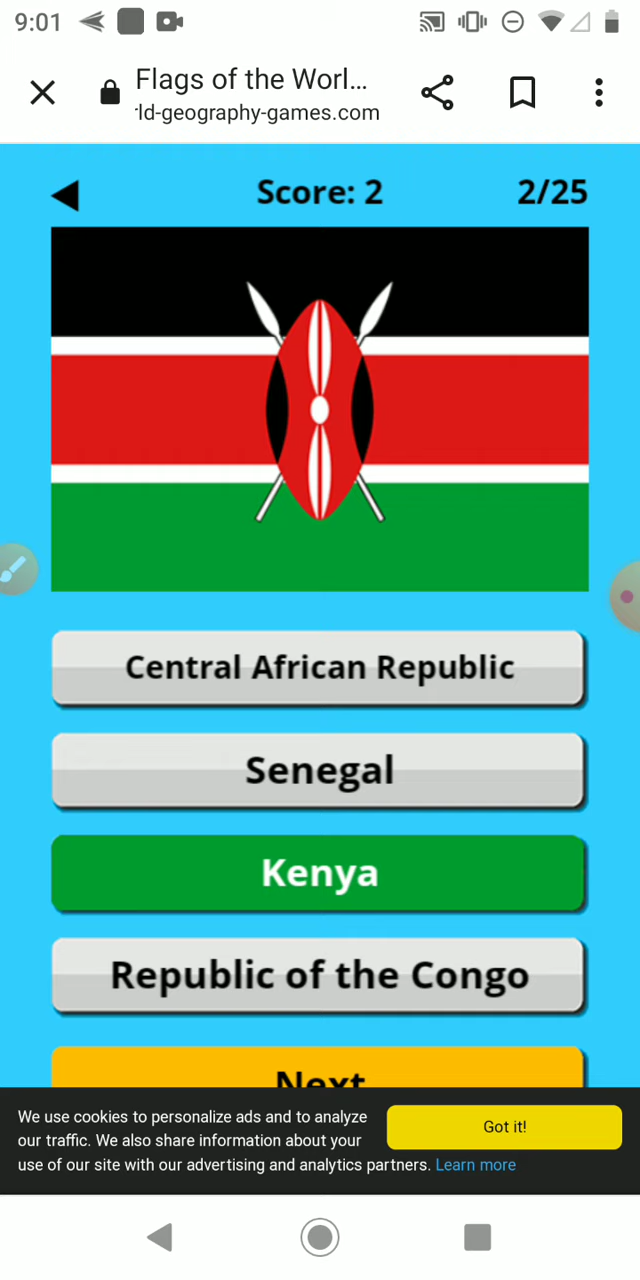 9:01
Flags of the Worl...
ld-geography-games.com
Score: 2
2/25
Central African Republic
Senegal
Kenya
Republic of the Congo
Next
We use cookies to personalize ads and to analyze
our traffic. We also share information about your
use of our site with our advertising and analytics partners. Learn more
Got it!